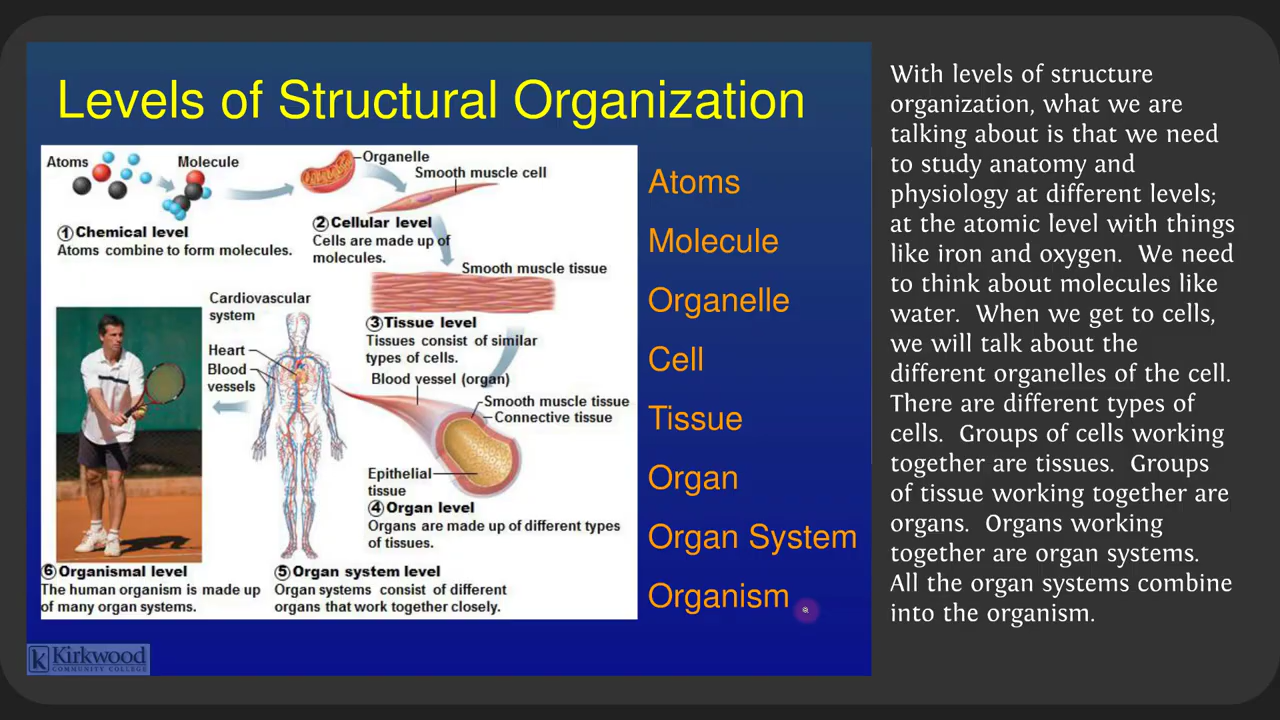 Levels of Structural Organization
Atoms
Molecule
Organelle
Smooth muscle cell
① Chemical level
Atoms combine to form molecules.
② Cellular level
Cells are made up of
molecules.
Smooth muscle tissue
③ Tissue level
Tissues consist of similar
types of cells.
Cardiovascular
system
Heart
Blood
vessels
Blood vessel (organ)
Smooth muscle tissue
Connective tissue
Epithelial
tissue
④ Organ level
Organs are made up of different types
of tissues.
⑥ Organismal level
The human organism is made up
of many organ systems.
⑤ Organ system level
Organ systems consist of different
organs that work together closely.
Atoms
Molecule
Organelle
Cell
Tissue
Organ
Organ System
Organism
Kirkwood
COMMUNITY COLLEGE
With levels of structure
organization, what we are
talking about is that we need
to study anatomy and
physiology at different levels;
at the atomic level with things
like iron and oxygen. We need
to think about molecules like
water. When we get to cells,
we will talk about the
different organelles of the cell.
There are different types of
cells. Groups of cells working
together are tissues. Groups
of tissue working together are
organs. Organs working
together are organ systems.
All the organ systems combine
into the organism.